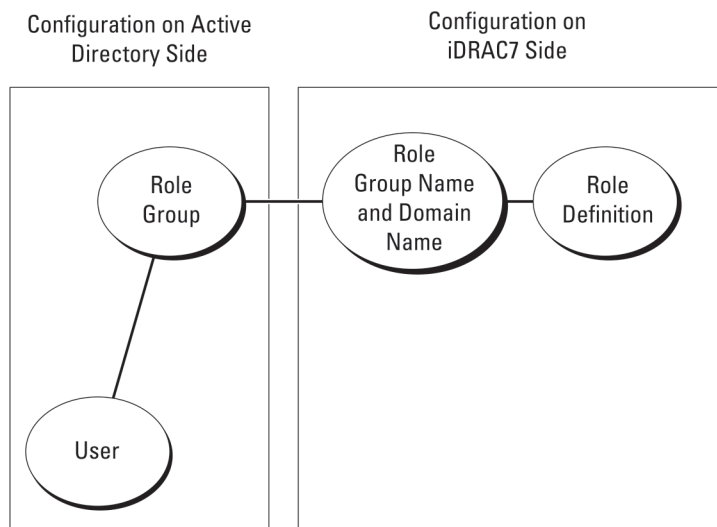 Configuration on Active
Directory Side
Configuration on
iDRAC7 Side
Role
Group
Role
Group Name
and Domain
Name
Role
Definition
User